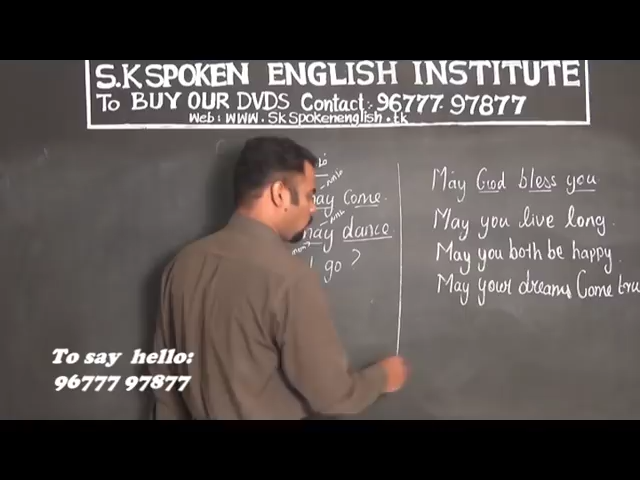 S.K SPOKEN ENGLISH INSTITUTE
To BUY OUR DVDS Contact:- 96777 97877
Web: WWW.SkSpokenenglish.tk
may Come.
may dance
I go ?
May God bless you
May you live long.
May you both be happy.
May your dreams Come tru
To say hello:
96777 97877